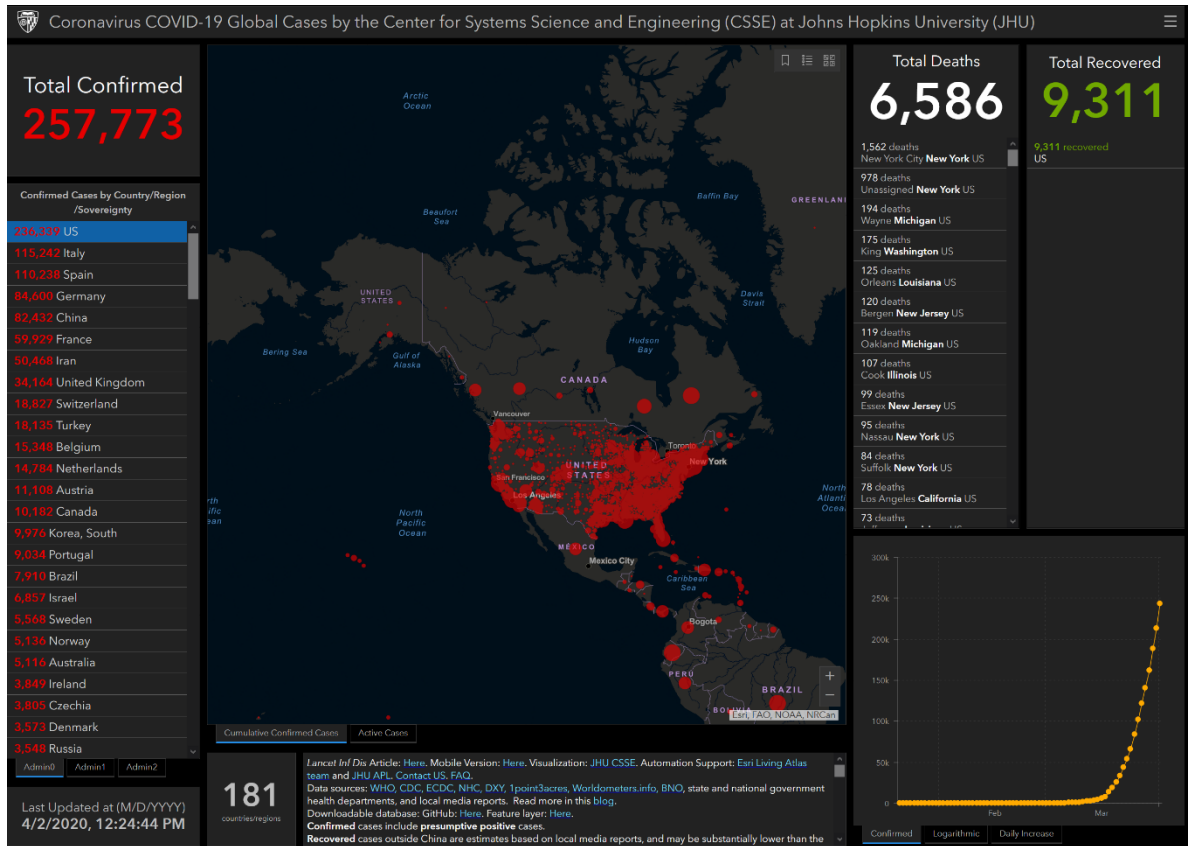 Coronavirus COVID-19 Global Cases by the Center for Systems Science and Engineering (CSSE) at Johns Hopkins University (JHU)
Total Confirmed
257,773
Confirmed Cases by Country/Region
/Sovereignty
236,339 US
115,242 Italy
110,238 Spain
84,600 Germany
82,432 China
59,929 France
50,468 Iran
34,164 United Kingdom
18,827 Switzerland
18,135 Turkey
15,348 Belgium
14,784 Netherlands
11,108 Austria
10,182 Canada
9,976 Korea, South
9,034 Portugal
7,910 Brazil
6,857 Israel
5,568 Sweden
5,136 Norway
5,116 Australia
3,849 Ireland
3,805 Czechia
3,573 Denmark
3,548 Russia
Admin0 Admin1 Admin2
Last Updated at (M/D/YYYY)
4/2/2020, 12:24:44 PM
Arctic
Ocean
Baffin Bay
GREENLAN
Beaufort
Sea
UNITED
STATES
Davis
Strait
Bering Sea
Gulf of
Alaska
Hudson
Bay
CANADA
Vancouver
Toronto
New York
UNITED
STATES
San Francisco
Los Angeles
North
Atlanti
Ocea
rth
ific
ean
North
Pacific
Ocean
MÉXICO
Mexico City
Caribbean
Sea
Bogota
PERU
BRAZIL
BOLIVIA
+
−
Esri, FAO, NOAA, NRCan
Cumulative Confirmed Cases Active Cases
181
countries/regions
Lancet Inf Dis Article: Here. Mobile Version: Here. Visualization: JHU CSSE. Automation Support: Esri Living Atlas
team and JHU APL. Contact US. FAQ.
Data sources: WHO, CDC, ECDC, NHC, DXY, 1point3acres, Worldometers.info, BNO, state and national government
health departments, and local media reports. Read more in this blog.
Downloadable database: GitHub: Here. Feature layer: Here.
Confirmed cases include presumptive positive cases.
Recovered cases outside China are estimates based on local media reports, and may be substantially lower than the
Total Deaths
6,586
1,562 deaths
New York City New York US
978 deaths
Unassigned New York US
194 deaths
Wayne Michigan US
175 deaths
King Washington US
125 deaths
Orleans Louisiana US
120 deaths
Bergen New Jersey US
119 deaths
Oakland Michigan US
107 deaths
Cook Illinois US
99 deaths
Essex New Jersey US
95 deaths
Nassau New York US
84 deaths
Suffolk New York US
78 deaths
Los Angeles California US
73 deaths
Total Recovered
9,311
9,311 recovered
US
300k
250k
200k
150k
100k
50k
0
Feb Mar
Confirmed Logarithmic Daily Increase